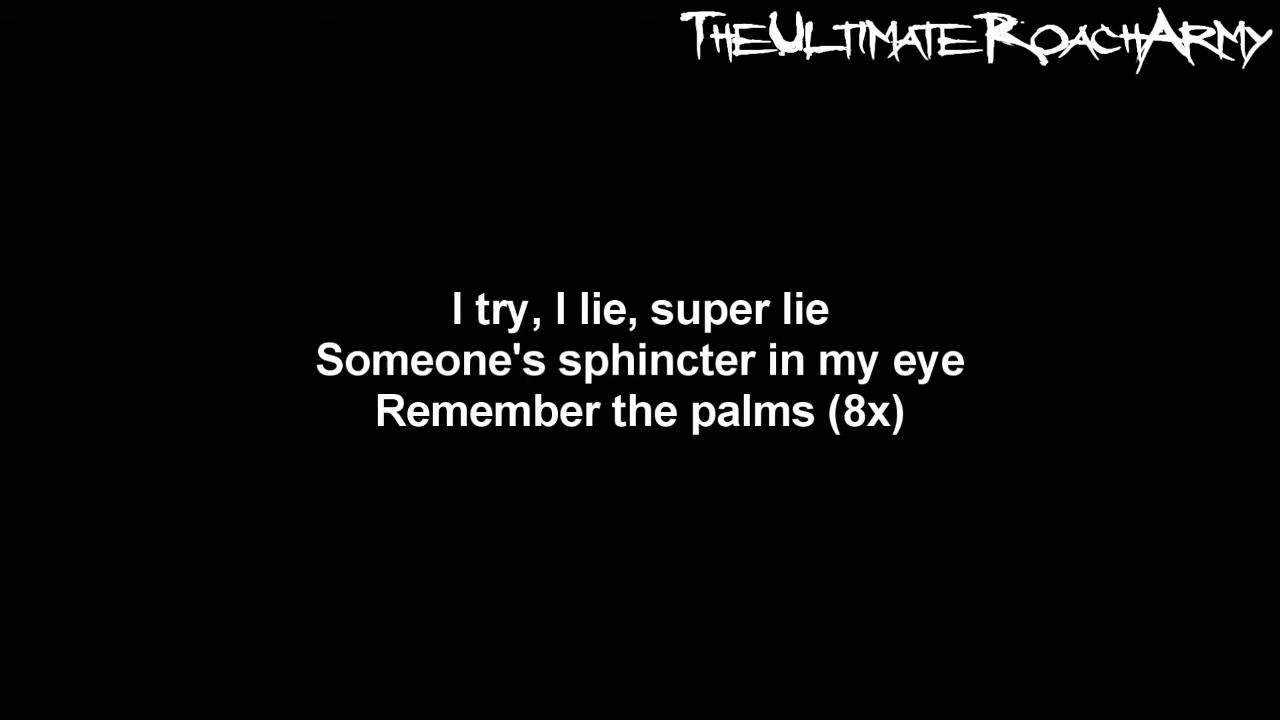 TheUltimateRoachArmy
I try, I lie, super lie
Someone's sphincter in my eye
Remember the palms (8x)